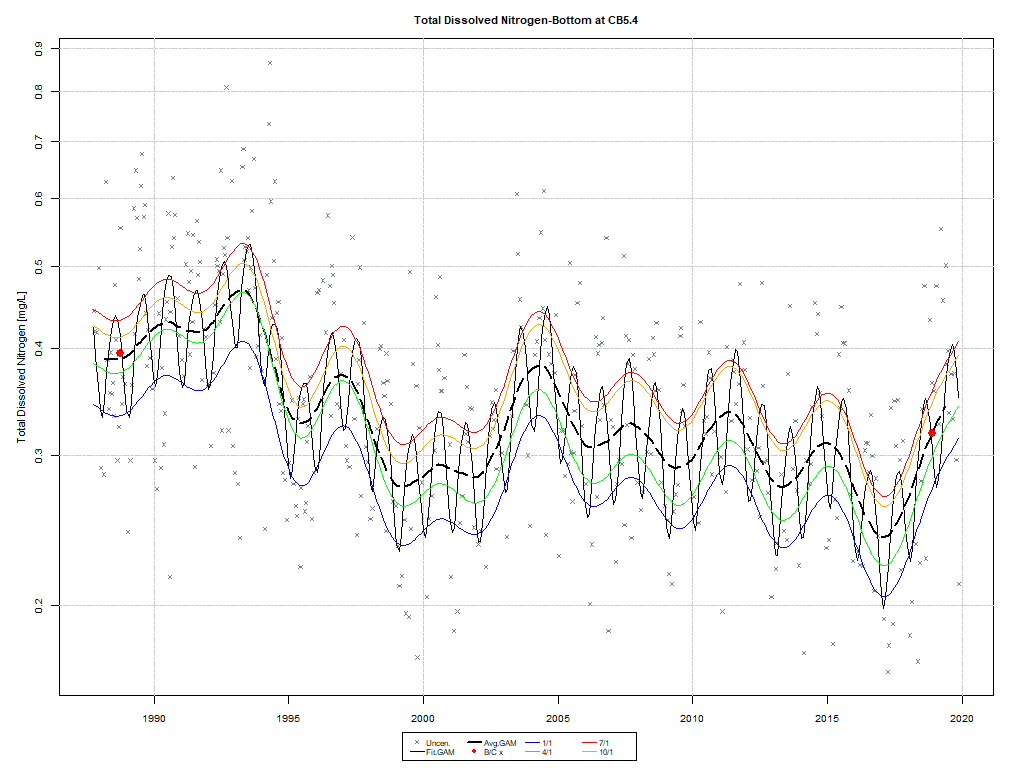 Total Dissolved Nitrogen-Bottom at CB5.4
Total Dissolved Nitrogen [mg/L]
0.9
0.8
0.7
0.6
0.5
0.4
0.3
0.2
1990 1995 2000 2005 2010 2015 2020
Uncen. Avg.GAM 1/1 7/1
Fit.GAM B/C x 4/1 10/1